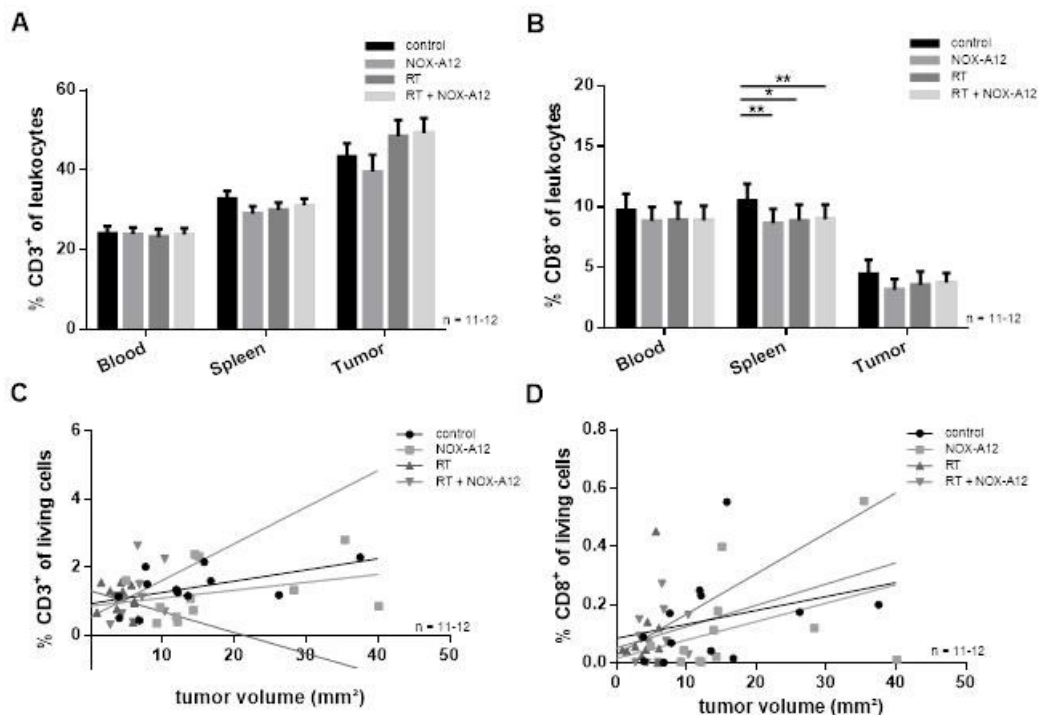 A
control
NOX-A12
RT
RT + NOX-A12
% CD3⁺ of leukocytes
60
40
20
0
Blood
Spleen
Tumor
n = 11-12
B
control
NOX-A12
RT
RT + NOX-A12
% CD8⁺ of leukocytes
20
15
10
5
0
**
*
**
Blood
Spleen
Tumor
n = 11-12
C
control
NOX-A12
RT
RT + NOX-A12
% CD3⁺ of living cells
6
4
2
0
0
10
20
30
40
50
n = 11-12
tumor volume (mm²)
D
control
NOX-A12
RT
RT + NOX-A12
% CD8⁺ of living cells
0.8
0.6
0.4
0.2
0.0
0
10
20
30
40
50
n = 11-12
tumor volume (mm²)